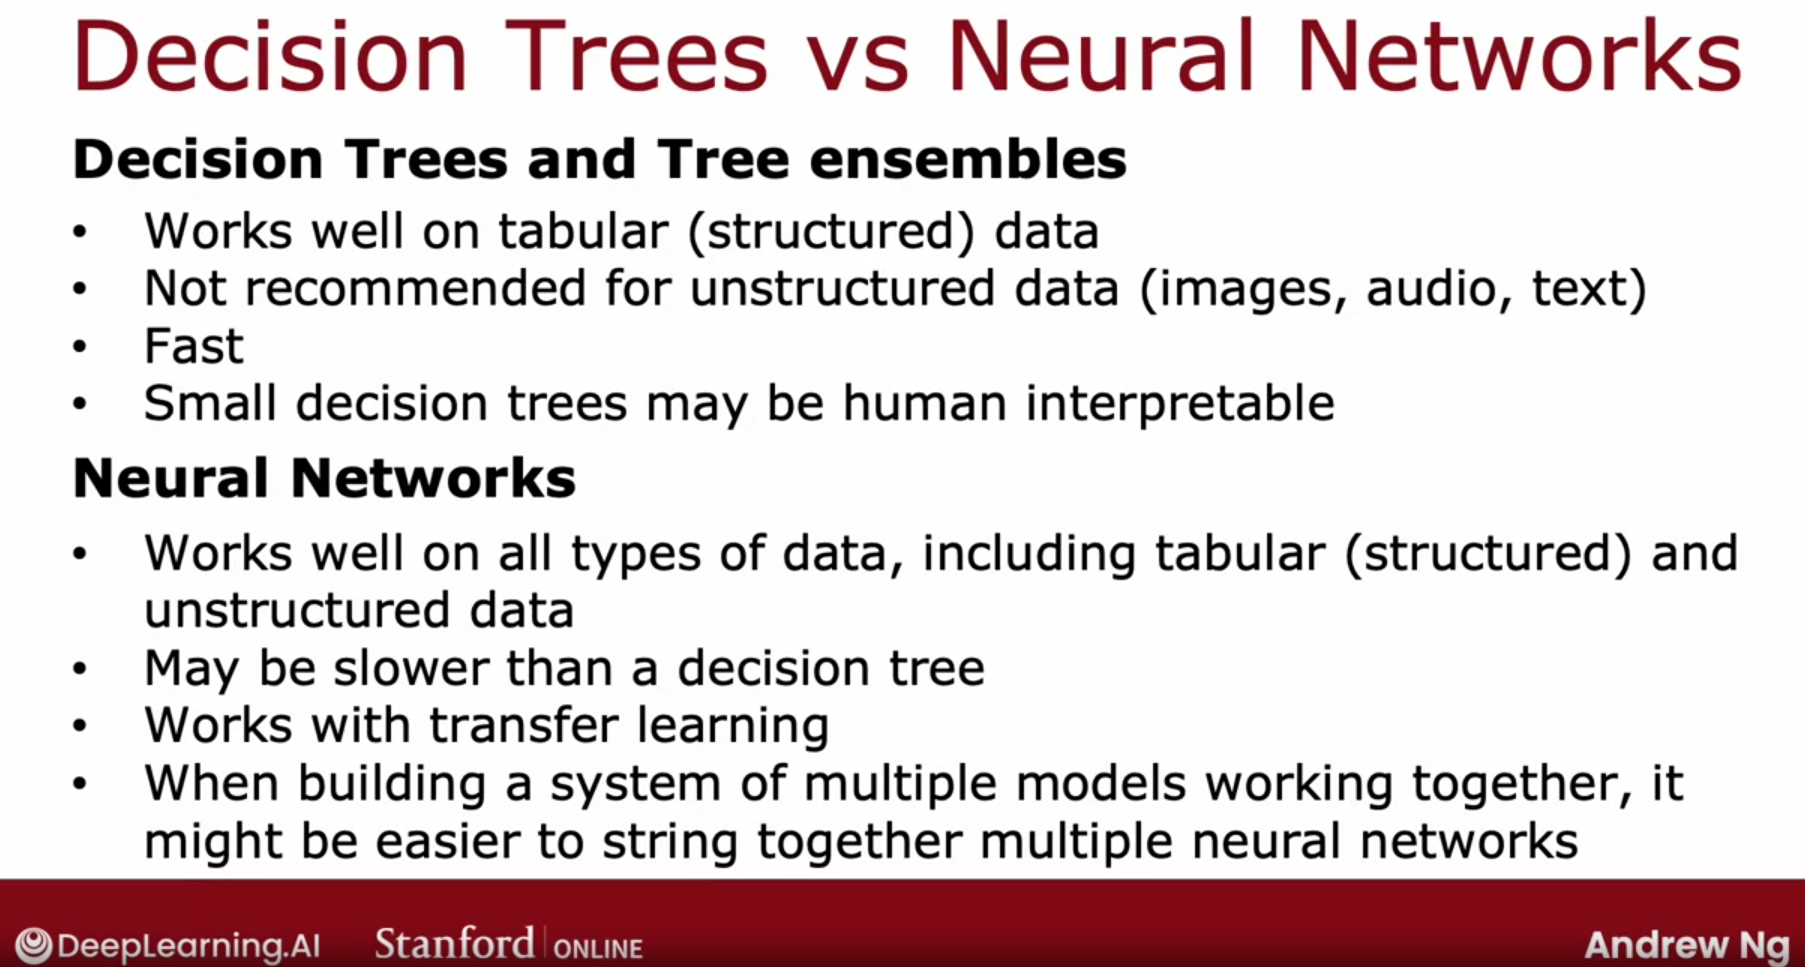 Decision Trees vs Neural Networks
Decision Trees and Tree ensembles
• Works well on tabular (structured) data
• Not recommended for unstructured data (images, audio, text)
• Fast
• Small decision trees may be human interpretable
Neural Networks
• Works well on all types of data, including tabular (structured) and
unstructured data
• May be slower than a decision tree
• Works with transfer learning
• When building a system of multiple models working together, it
might be easier to string together multiple neural networks
DeepLearning.AI Stanford ONLINE Andrew Ng